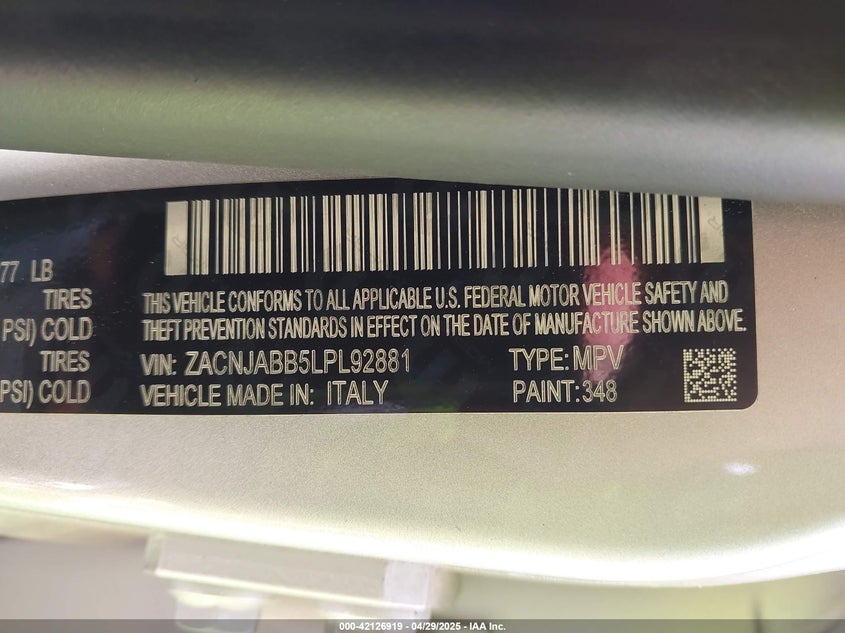 77 LB
TIRES
PSI) COLD
TIRES
PSI) COLD
THIS VEHICLE CONFORMS TO ALL APPLICABLE U.S. FEDERAL MOTOR VEHICLE SAFETY AND
THEFT PREVENTION STANDARDS IN EFFECT ON THE DATE OF MANUFACTURE SHOWN ABOVE.
VIN: ZACNJABB5LPL92881 TYPE: MPV
VEHICLE MADE IN: ITALY PAINT: 348
000-42126919 - 04/29/2025 - IAA Inc.